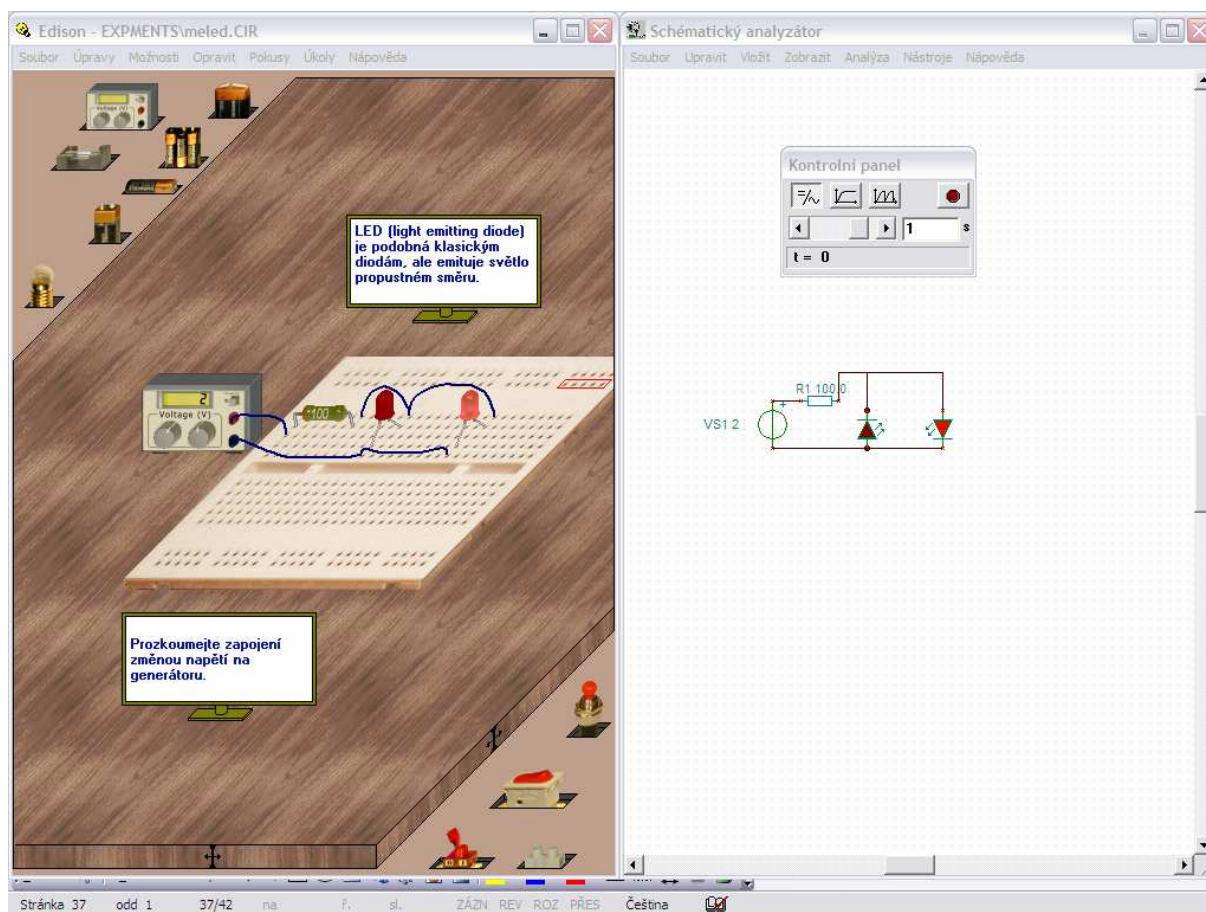 Edison - EXPMENTS\meled.CIR
Soubor Úpravy Možnosti Opravit Pokusy Úkoly Nápověda
Voltage (V)
LED (light emitting diode)
je podobná klasickým
diodám, ale emituje světlo
propustném směru.
2
Voltage (V)
100
Prozkoumejte zapojení
změnou napětí na
generátoru.
Schématický analyzátor
Soubor Upravit Vložit Zobrazit Analýza Nástroje Nápověda
Kontrolní panel
1 s
t = 0
R1 100,0
VS1 2
+
Stránka 37 odd 1 37/42 na ř. sl. ZÁZN REV ROZ PŘES Čeština